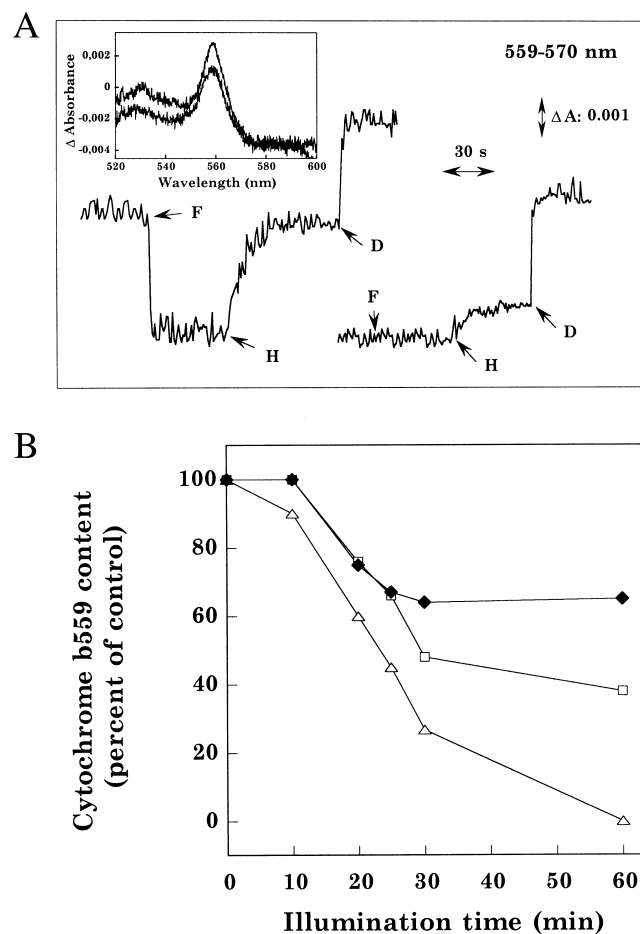 A
559-570 nm
Δ Absorbance
0,002
0
-0,002
-0,004
520 540 560 580 600
Wavelength (nm)
Δ A: 0.001
30 s
F
H
D
F
H
D
B
Cytochrome b559 content
(percent of control)
100
80
60
40
20
0
0 10 20 30 40 50 60
Illumination time (min)